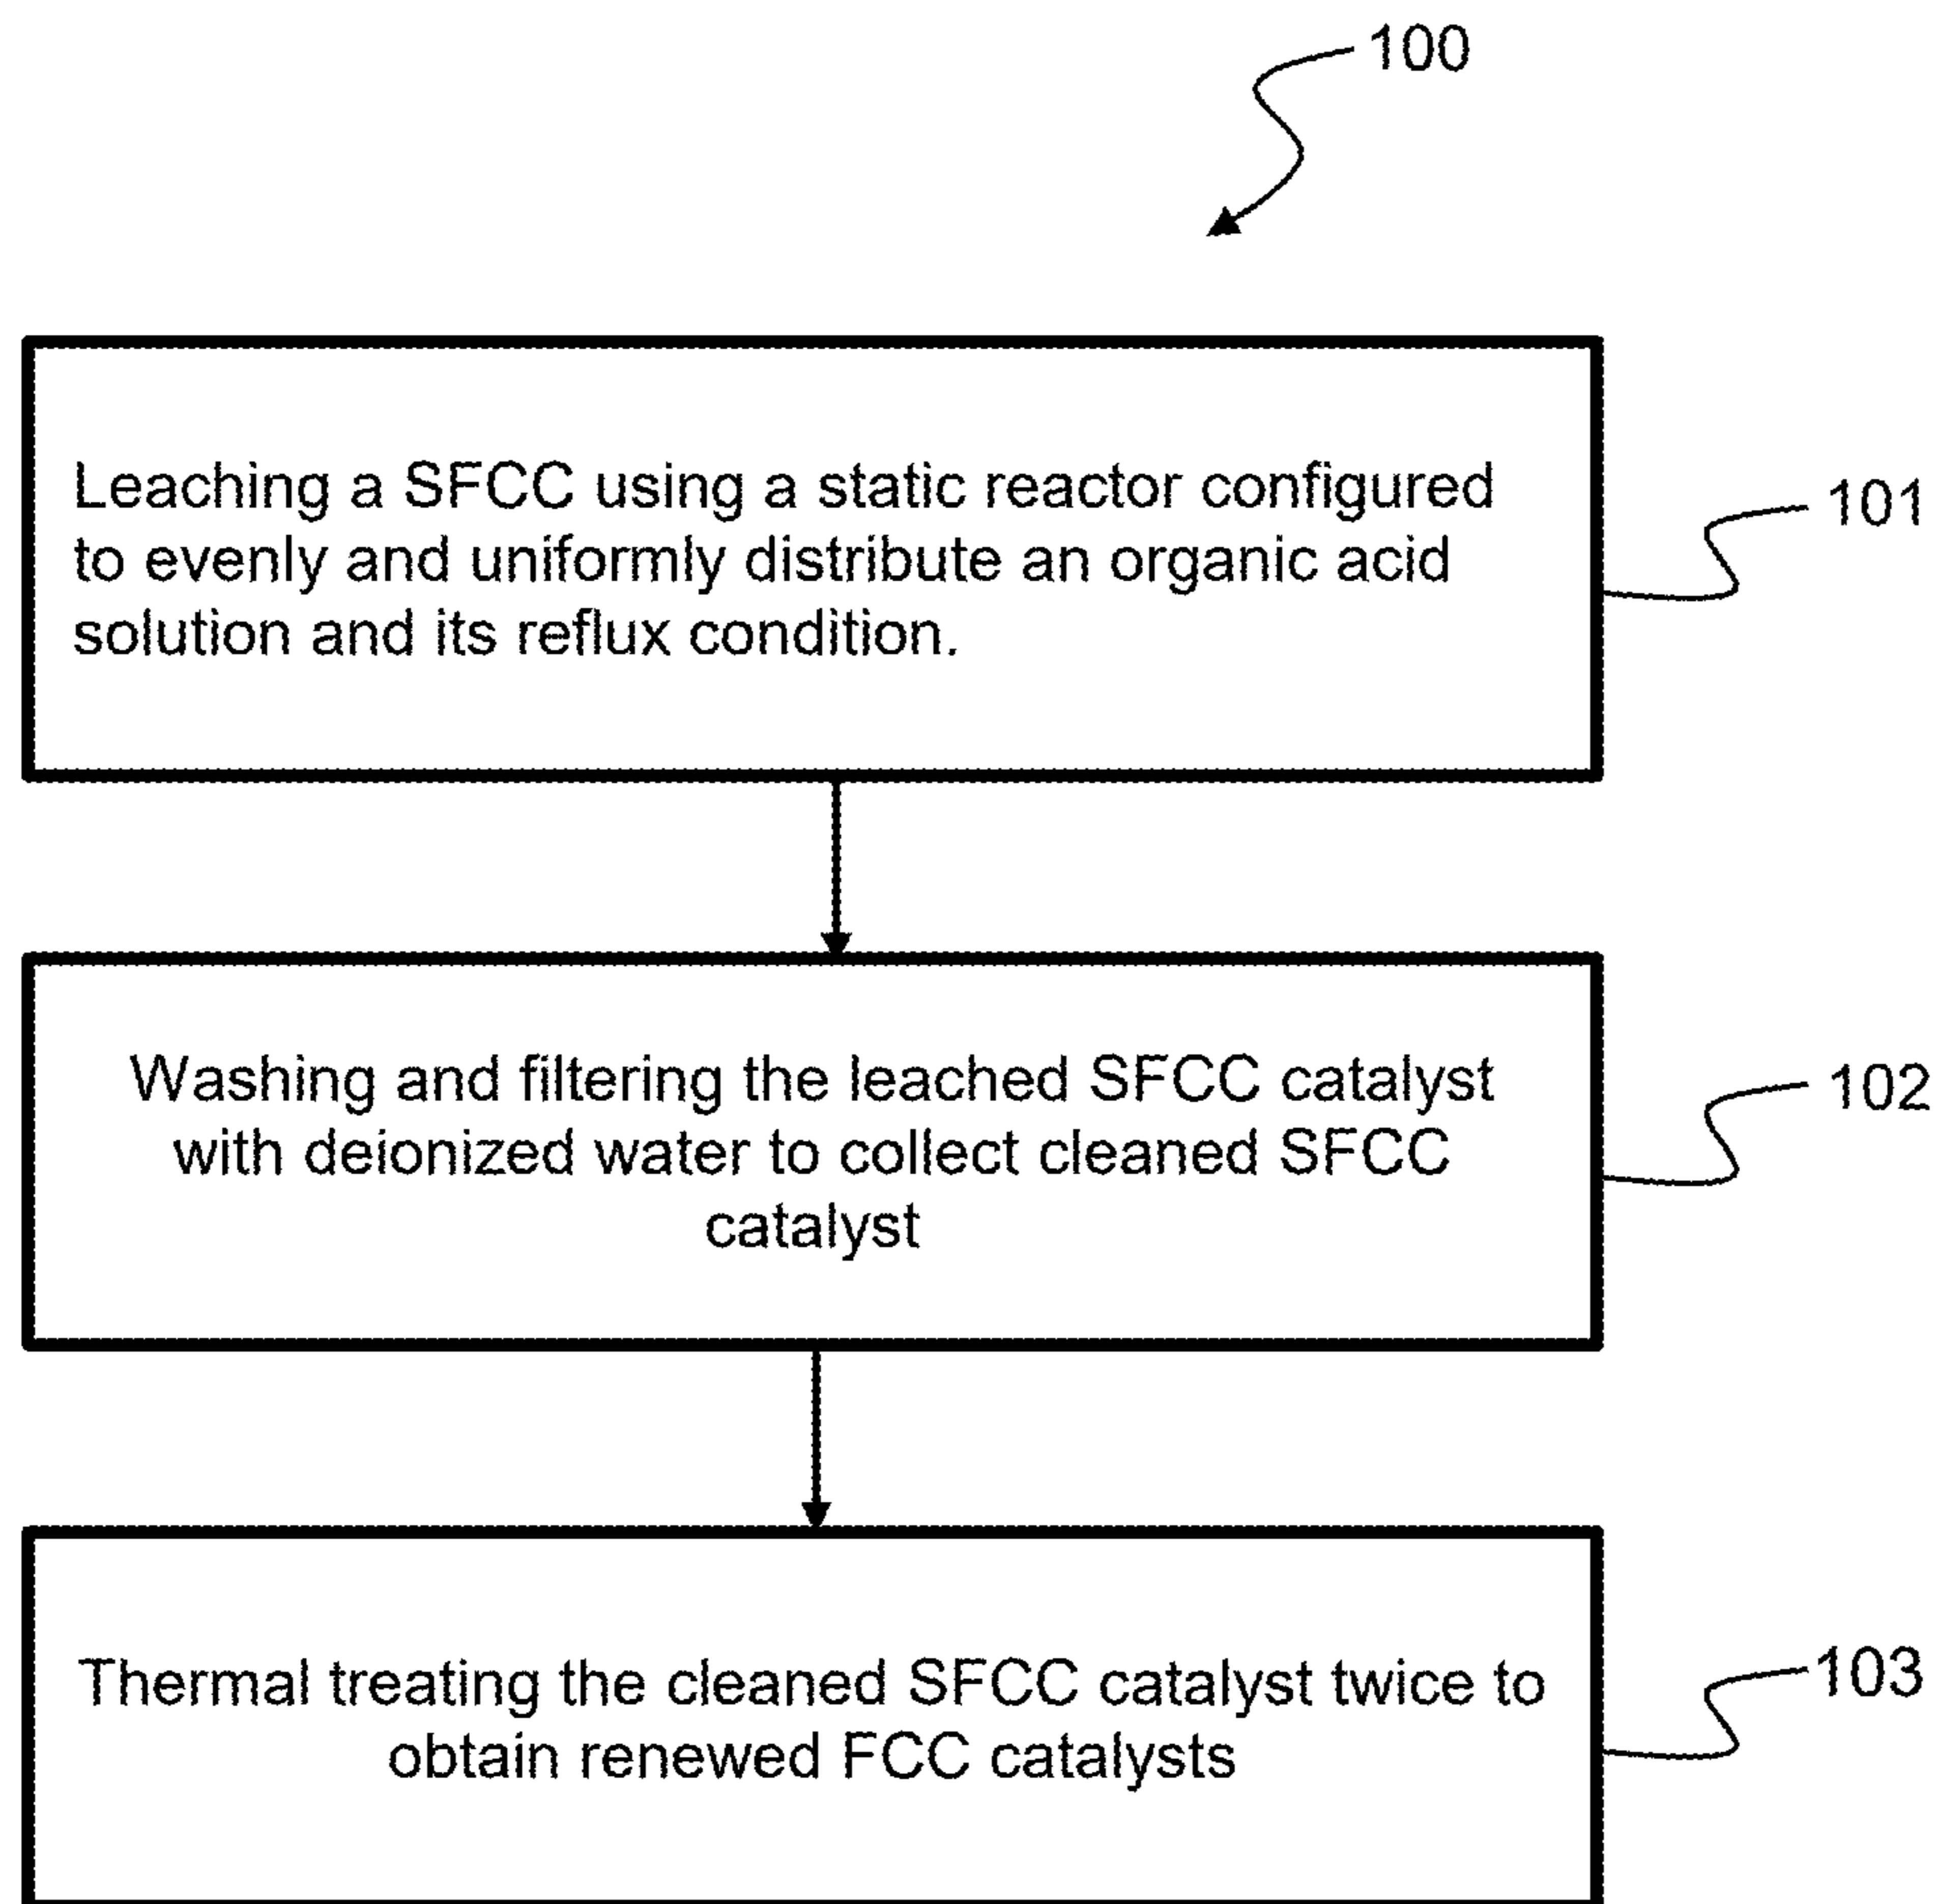 100
Leaching a SFCC using a static reactor configured
to evenly and uniformly distribute an organic acid
solution and its reflux condition.
101
Washing and filtering the leached SFCC catalyst
with deionized water to collect cleaned SFCC
catalyst
102
Thermal treating the cleaned SFCC catalyst twice to
obtain renewed FCC catalysts
103